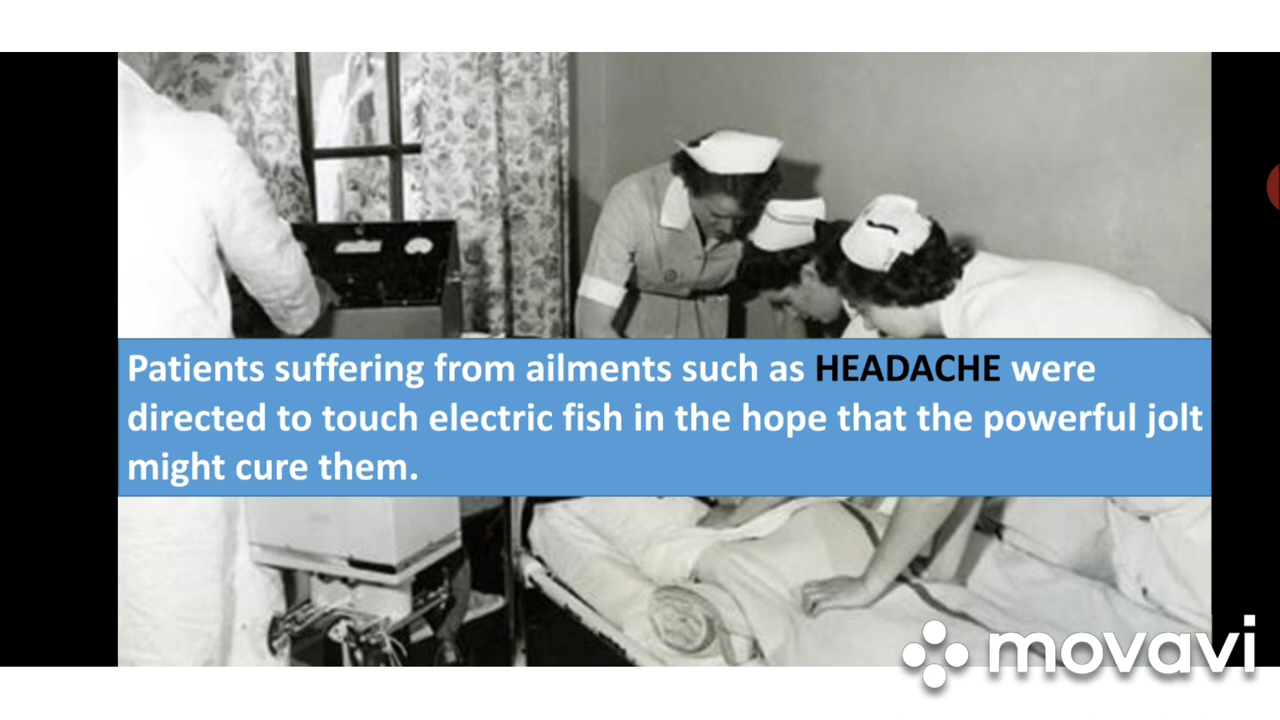 Patients suffering from ailments such as HEADACHE were
directed to touch electric fish in the hope that the powerful jolt
might cure them.
movavi